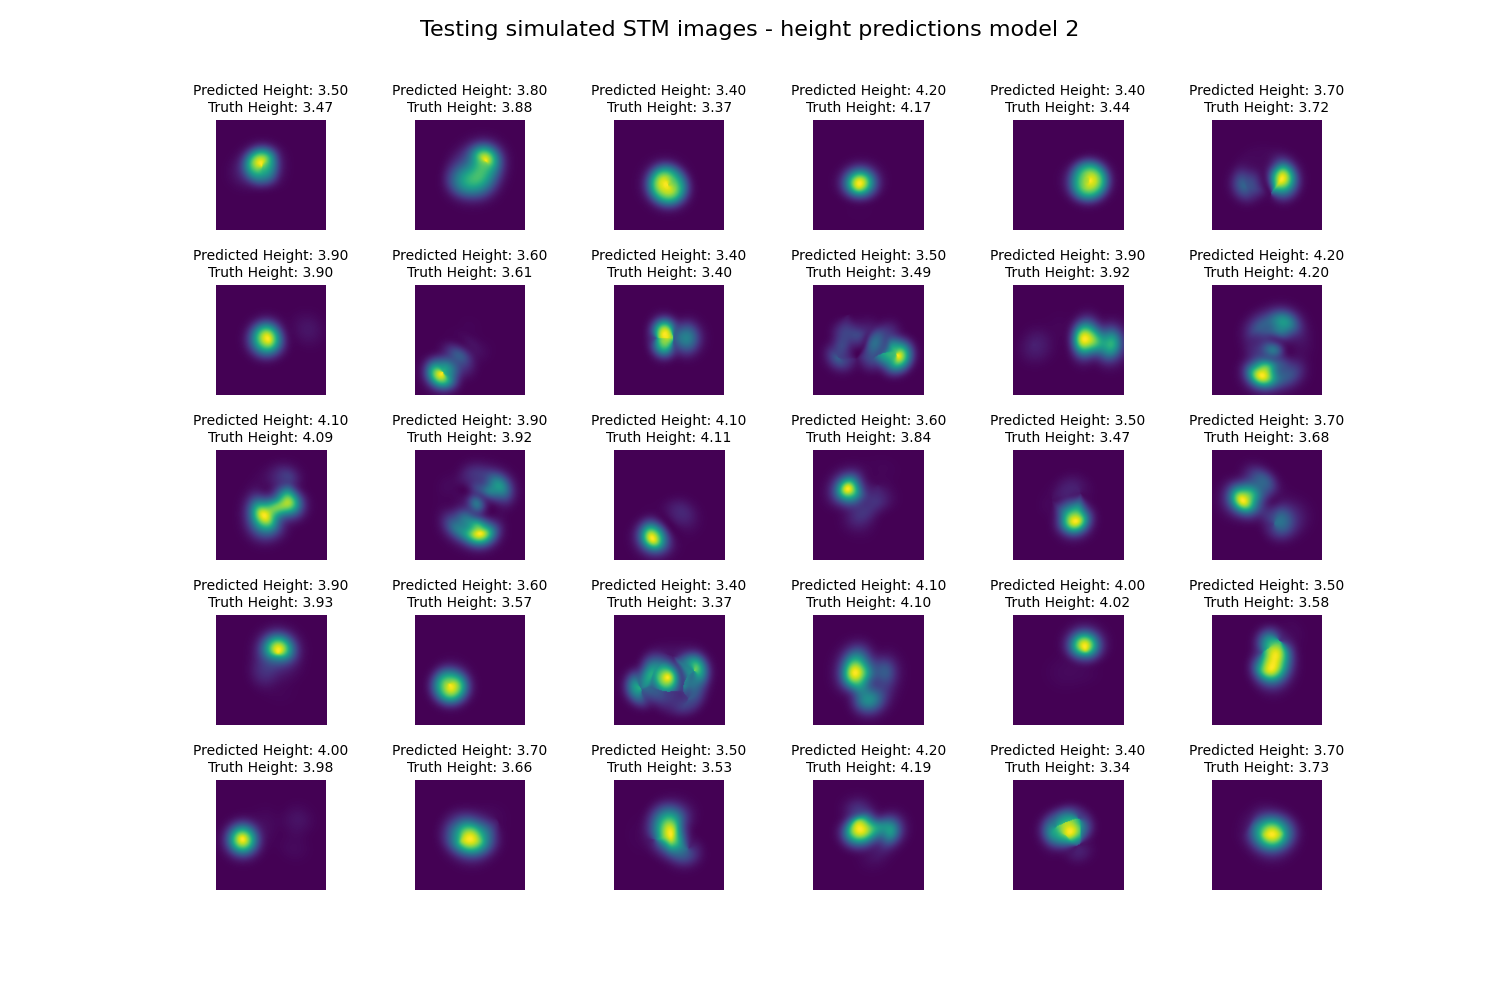 Testing simulated STM images - height predictions model 2
Predicted Height: 3.50
Truth Height: 3.47
Predicted Height: 3.80
Truth Height: 3.88
Predicted Height: 3.40
Truth Height: 3.37
Predicted Height: 4.20
Truth Height: 4.17
Predicted Height: 3.40
Truth Height: 3.44
Predicted Height: 3.70
Truth Height: 3.72
Predicted Height: 3.90
Truth Height: 3.90
Predicted Height: 3.60
Truth Height: 3.61
Predicted Height: 3.40
Truth Height: 3.40
Predicted Height: 3.50
Truth Height: 3.49
Predicted Height: 3.90
Truth Height: 3.92
Predicted Height: 4.20
Truth Height: 4.20
Predicted Height: 4.10
Truth Height: 4.09
Predicted Height: 3.90
Truth Height: 3.92
Predicted Height: 4.10
Truth Height: 4.11
Predicted Height: 3.60
Truth Height: 3.84
Predicted Height: 3.50
Truth Height: 3.47
Predicted Height: 3.70
Truth Height: 3.68
Predicted Height: 3.90
Truth Height: 3.93
Predicted Height: 3.60
Truth Height: 3.57
Predicted Height: 3.40
Truth Height: 3.37
Predicted Height: 4.10
Truth Height: 4.10
Predicted Height: 4.00
Truth Height: 4.02
Predicted Height: 3.50
Truth Height: 3.58
Predicted Height: 4.00
Truth Height: 3.98
Predicted Height: 3.70
Truth Height: 3.66
Predicted Height: 3.50
Truth Height: 3.53
Predicted Height: 4.20
Truth Height: 4.19
Predicted Height: 3.40
Truth Height: 3.34
Predicted Height: 3.70
Truth Height: 3.73